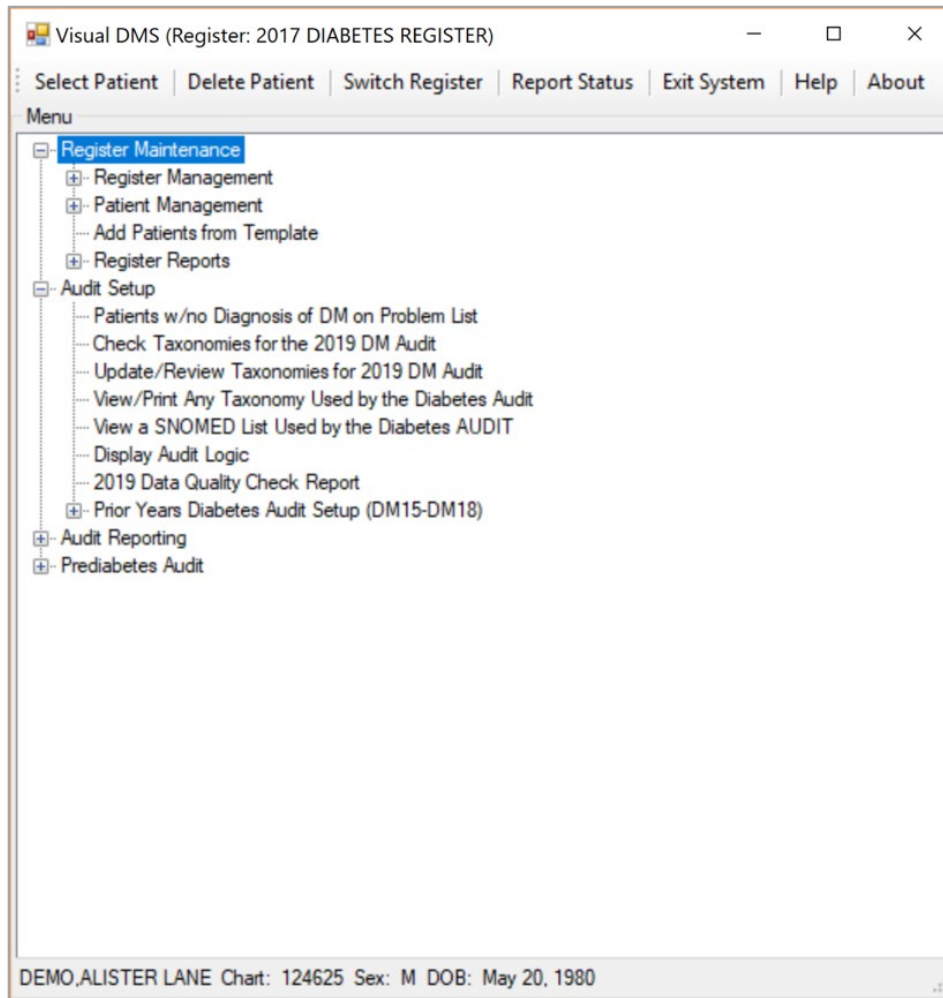 Visual DMS (Register: 2017 DIABETES REGISTER)
Select Patient Delete Patient Switch Register Report Status Exit System Help About
Menu
Register Maintenance
Register Management
Patient Management
Add Patients from Template
Register Reports
Audit Setup
Patients w/no Diagnosis of DM on Problem List
Check Taxonomies for the 2019 DM Audit
Update/Review Taxonomies for 2019 DM Audit
View/Print Any Taxonomy Used by the Diabetes Audit
View a SNOMED List Used by the Diabetes AUDIT
Display Audit Logic
2019 Data Quality Check Report
Prior Years Diabetes Audit Setup (DM15-DM18)
Audit Reporting
Prediabetes Audit
DEMO,ALISTER LANE Chart: 124625 Sex: M DOB: May 20, 1980